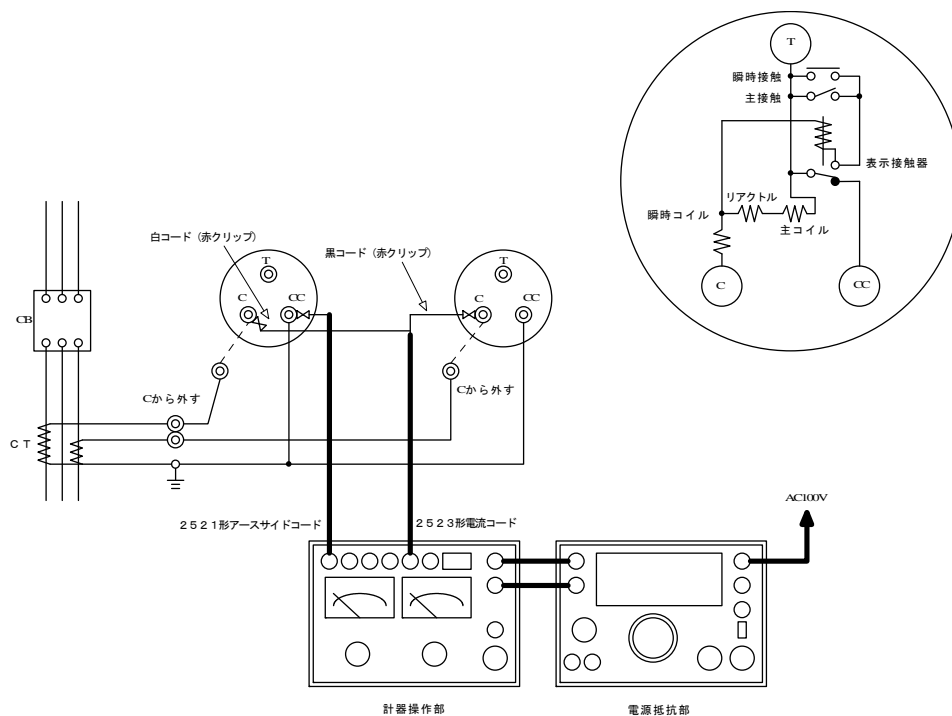 T
瞬時接触
主接触
表示接触器
リアクトル
瞬時コイル
主コイル
C
CC
白コード（赤クリップ）
黒コード（赤クリップ）
T
C
CC
T
C
CC
CB
Cから外す
Cから外す
ＣＴ
２５２１形アースサイドコード
２５２３形電流コード
AC100V
計器操作部
電源抵抗部